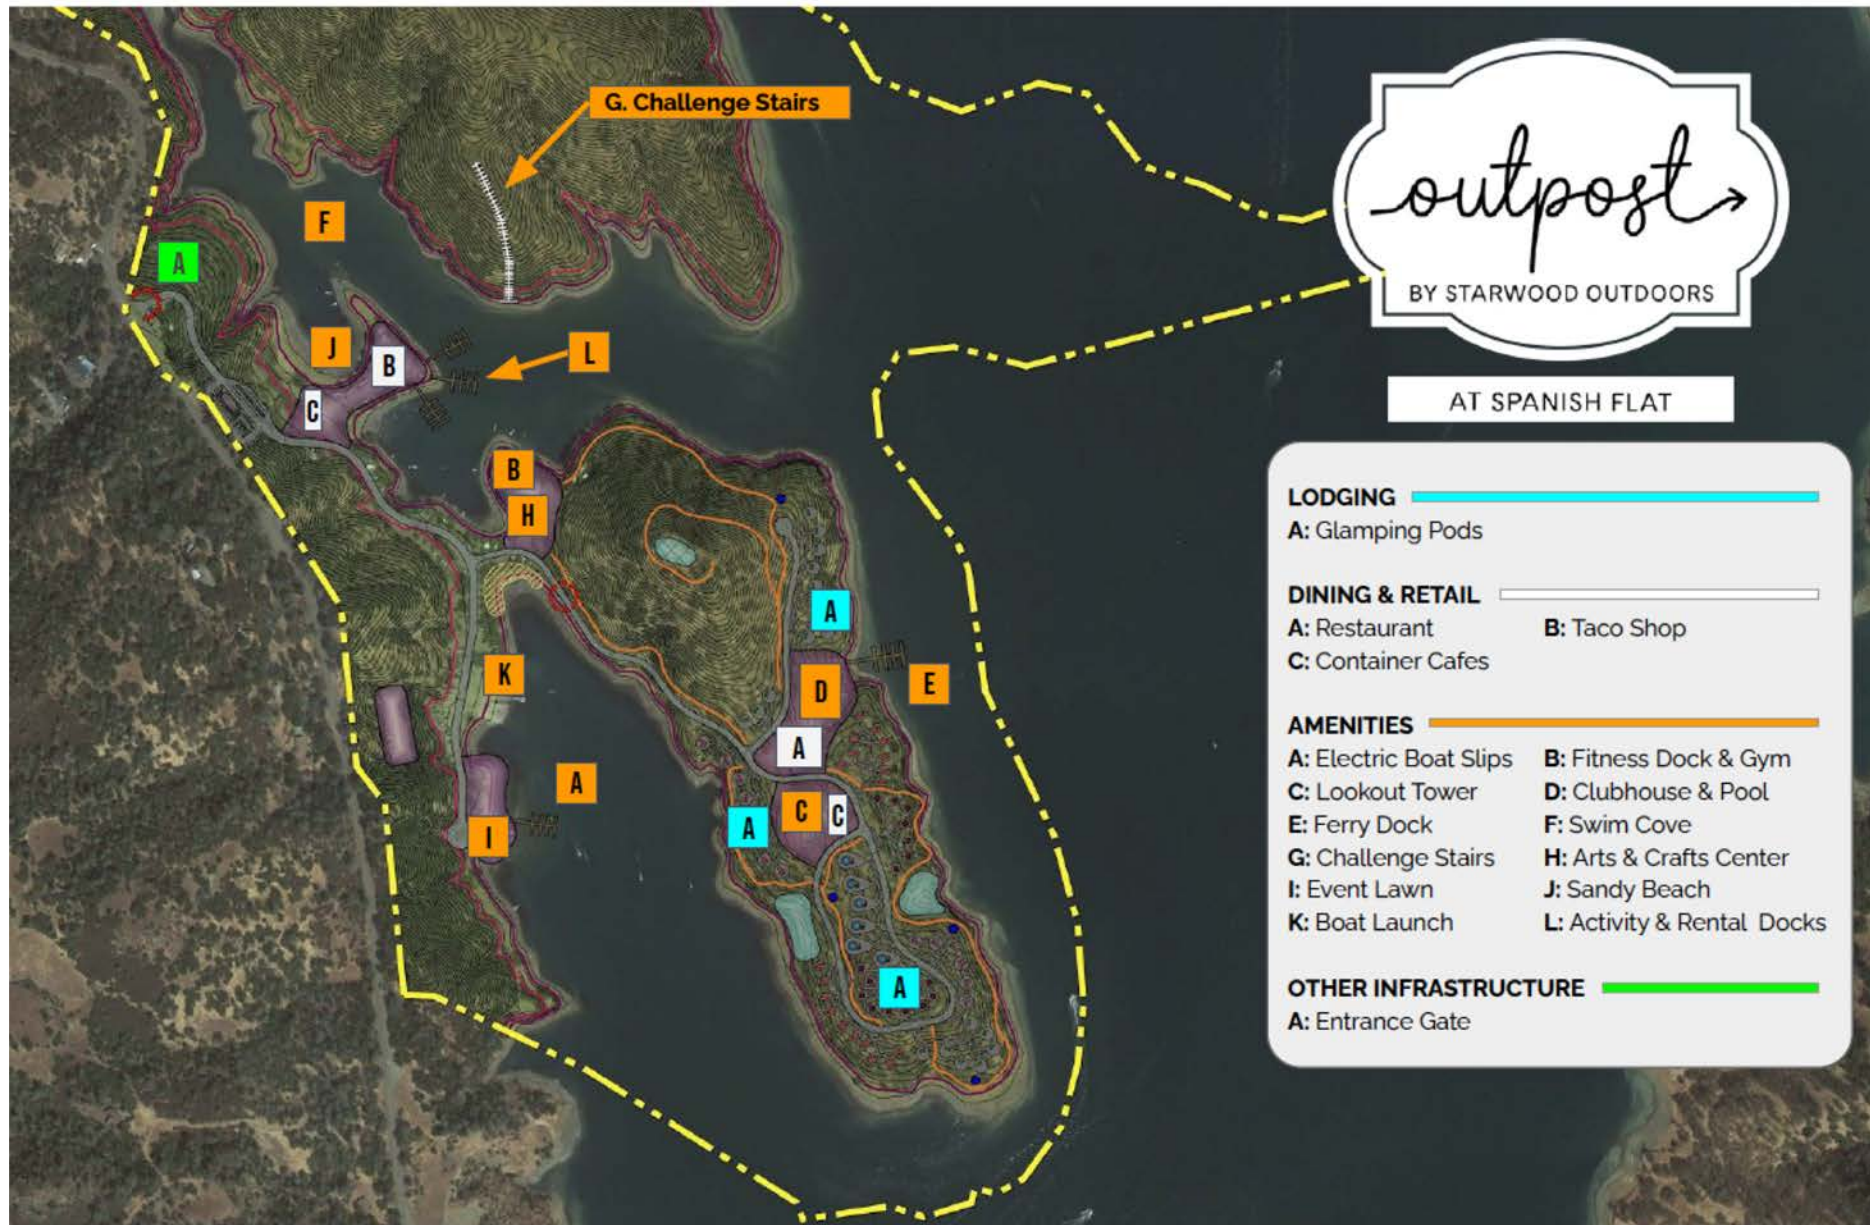 G. Challenge Stairs
F
A
J
B
L
C
B
H
A
K
D
E
A
A
C
C
A
I
A
outpost
BY STARWOOD OUTDOORS
AT SPANISH FLAT
LODGING
A: Glamping Pods
DINING & RETAIL
A: Restaurant B: Taco Shop
C: Container Cafes
AMENITIES
A: Electric Boat Slips B: Fitness Dock & Gym
C: Lookout Tower D: Clubhouse & Pool
E: Ferry Dock F: Swim Cove
G: Challenge Stairs H: Arts & Crafts Center
I: Event Lawn J: Sandy Beach
K: Boat Launch L: Activity & Rental Docks
OTHER INFRASTRUCTURE
A: Entrance Gate